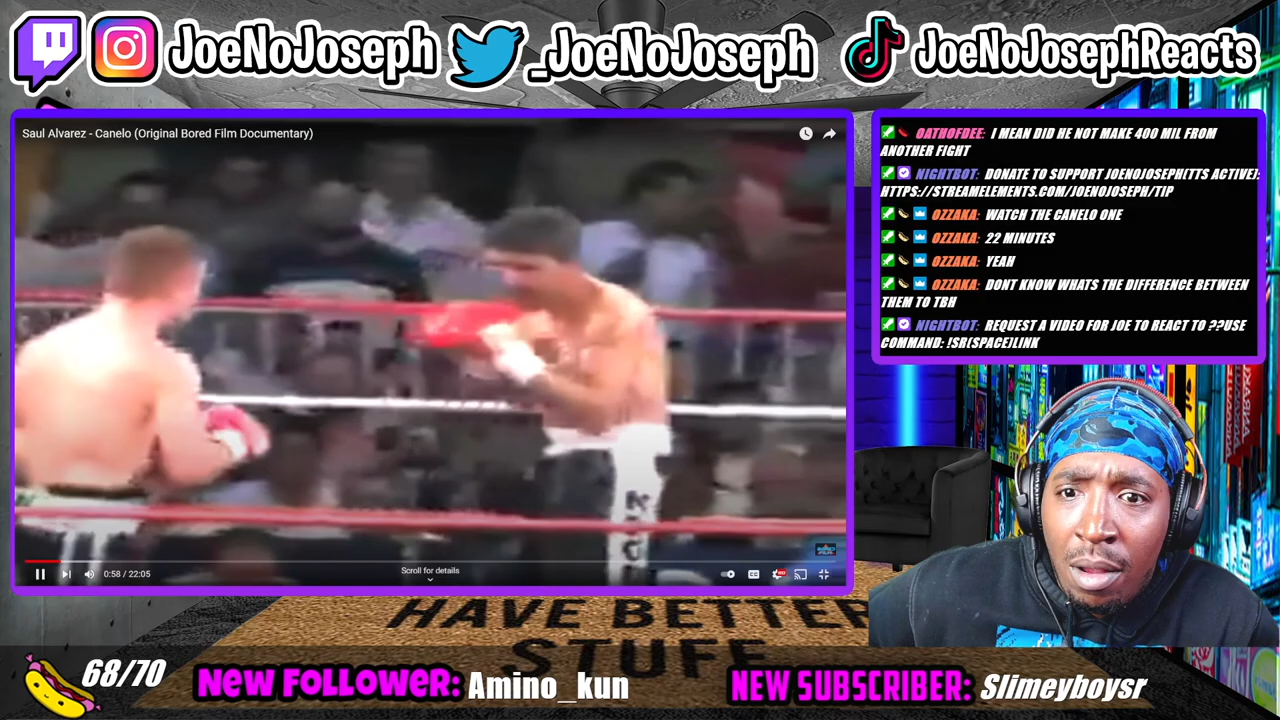 JoeNoJoseph
_JoeNoJoseph
JoeNoJosephReacts
Saul Alvarez - Canelo (Original Bored Film Documentary)
OATHOFDEE: I MEAN DID HE NOT MAKE 400 MIL FROM
ANOTHER FIGHT
NIGHTBOT: DONATE TO SUPPORT JOENOJOSEPH(TTS ACTIVE):
HTTPS://STREAMELEMENTS.COM/JOENOJOSEPH/TIP
OZZAKA: WATCH THE CANELO ONE
OZZAKA: 22 MINUTES
OZZAKA: YEAH
OZZAKA: DONT KNOW WHATS THE DIFFERENCE BETWEEN
THEM TO TBH
NIGHTBOT: REQUEST A VIDEO FOR JOE TO REACT TO ??USE
COMMAND: !SR(SPACE)LINK
0:58 / 22:05
Scroll for details
CC
HAVE BETTER
STUFF
68/70
NEW FOLLOWER: Amino_kun
NEW SUBSCRIBER: Slimeyboysr